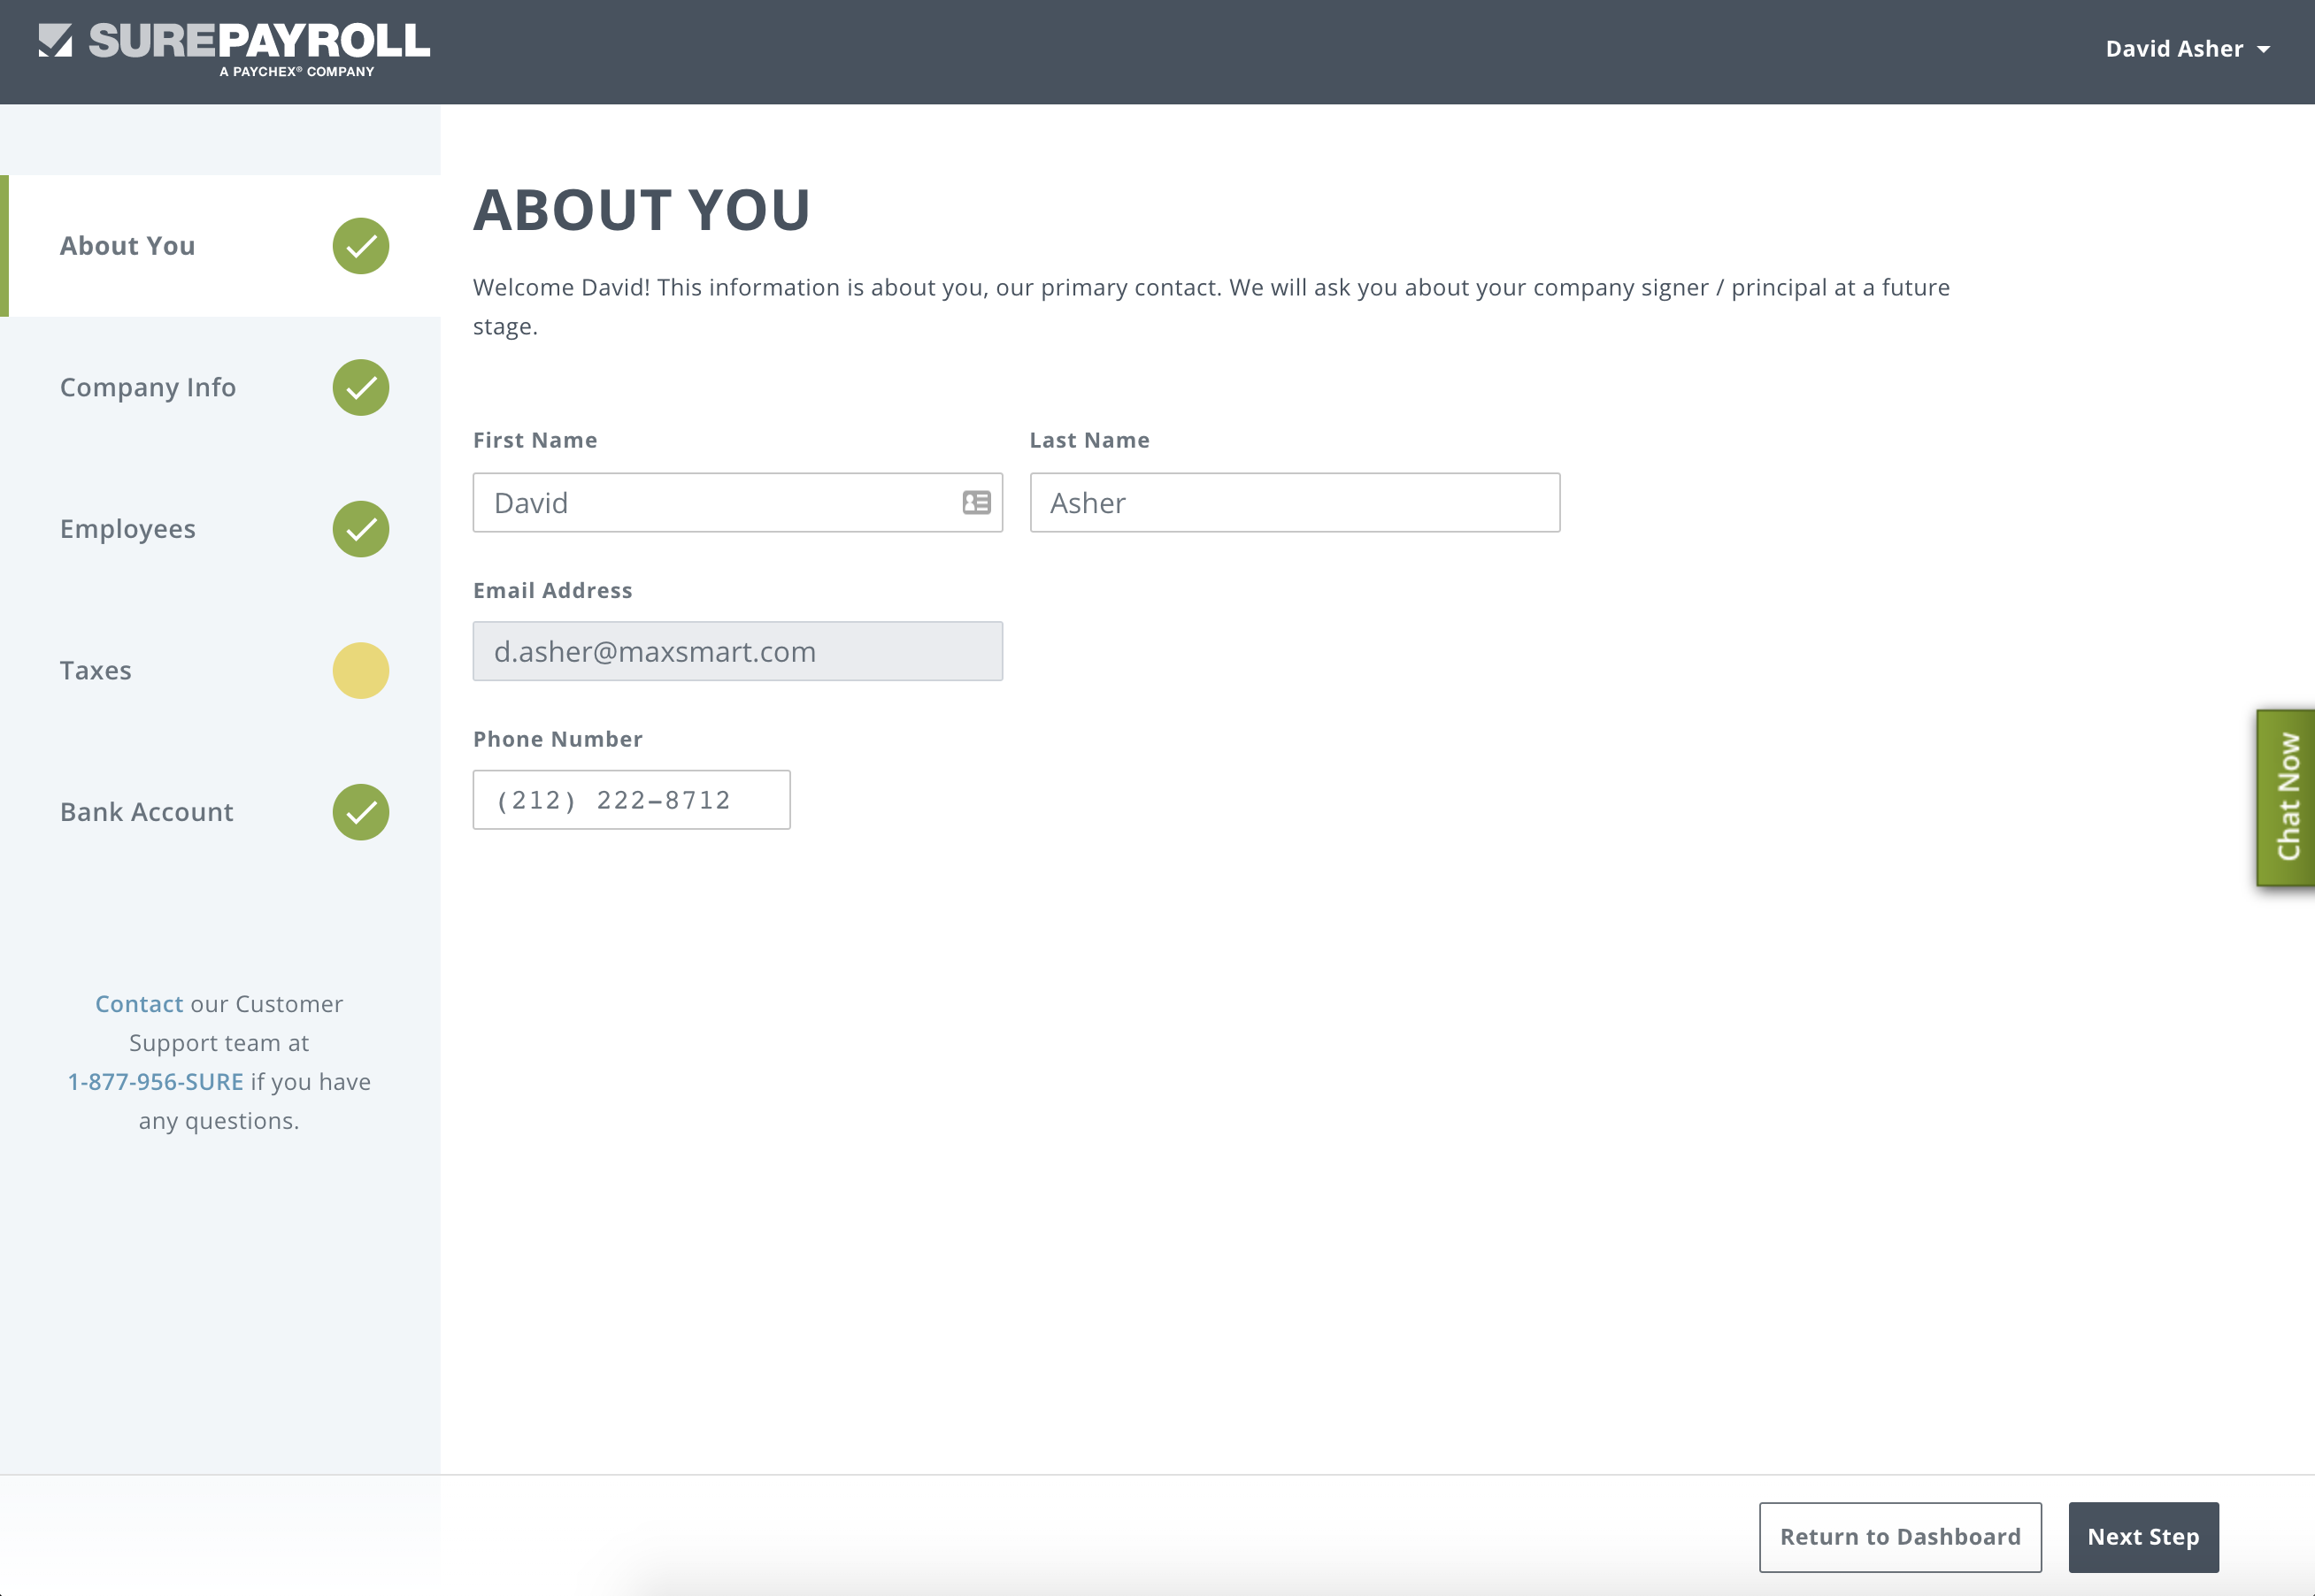 SUREPAYROLL
A PAYCHEX® COMPANY
David Asher
About You
Company Info
Employees
Taxes
Bank Account
Contact our Customer
Support team at
1-877-956-SURE if you have
any questions.
ABOUT YOU
Welcome David! This information is about you, our primary contact. We will ask you about your company signer / principal at a future
stage.
First Name
Last Name
David
Asher
Email Address
d.asher@maxsmart.com
Phone Number
(212) 222-8712
Chat Now
Return to Dashboard
Next Step